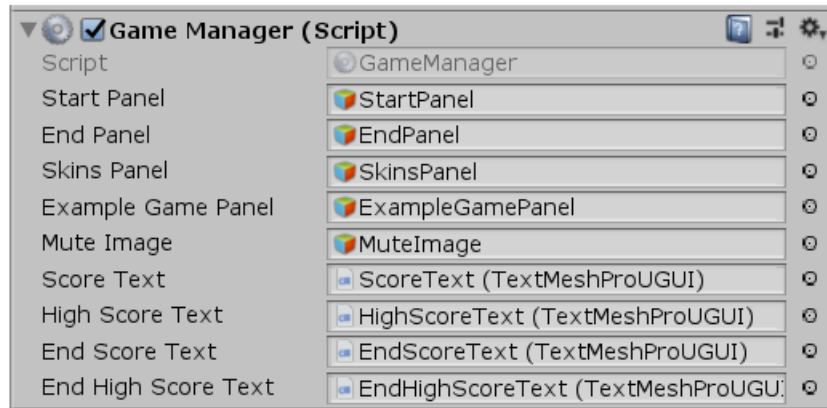 Game Manager (Script)
Script GameManager
Start Panel StartPanel
End Panel EndPanel
Skins Panel SkinsPanel
Example Game Panel ExampleGamePanel
Mute Image MuteImage
Score Text ScoreText (TextMeshProUGUI)
High Score Text HighScoreText (TextMeshProUGUI)
End Score Text EndScoreText (TextMeshProUGUI)
End High Score Text EndHighScoreText (TextMeshProUGU